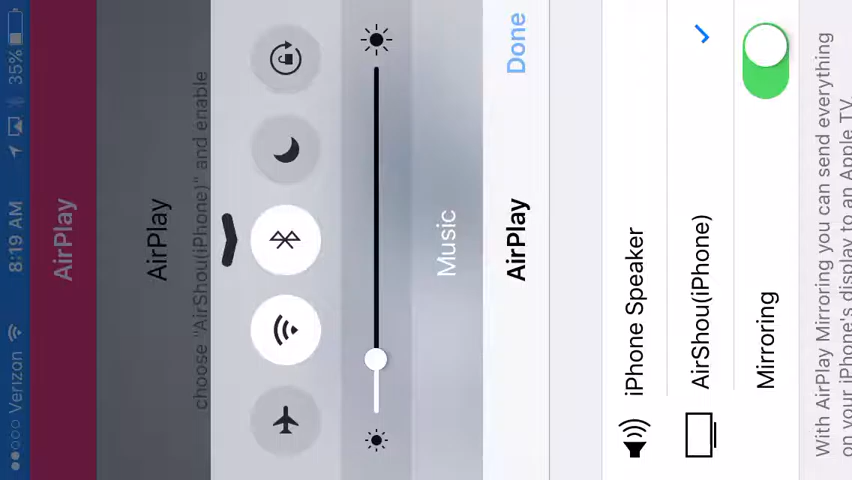 Verizon 8:19 AM 35%
AirPlay
AirPlay
choose "AirShou(iPhone)" and enable
Music
AirPlay Done
iPhone Speaker
AirShou(iPhone)
Mirroring
With AirPlay Mirroring you can send everything
on your iPhone's display to an Apple TV.